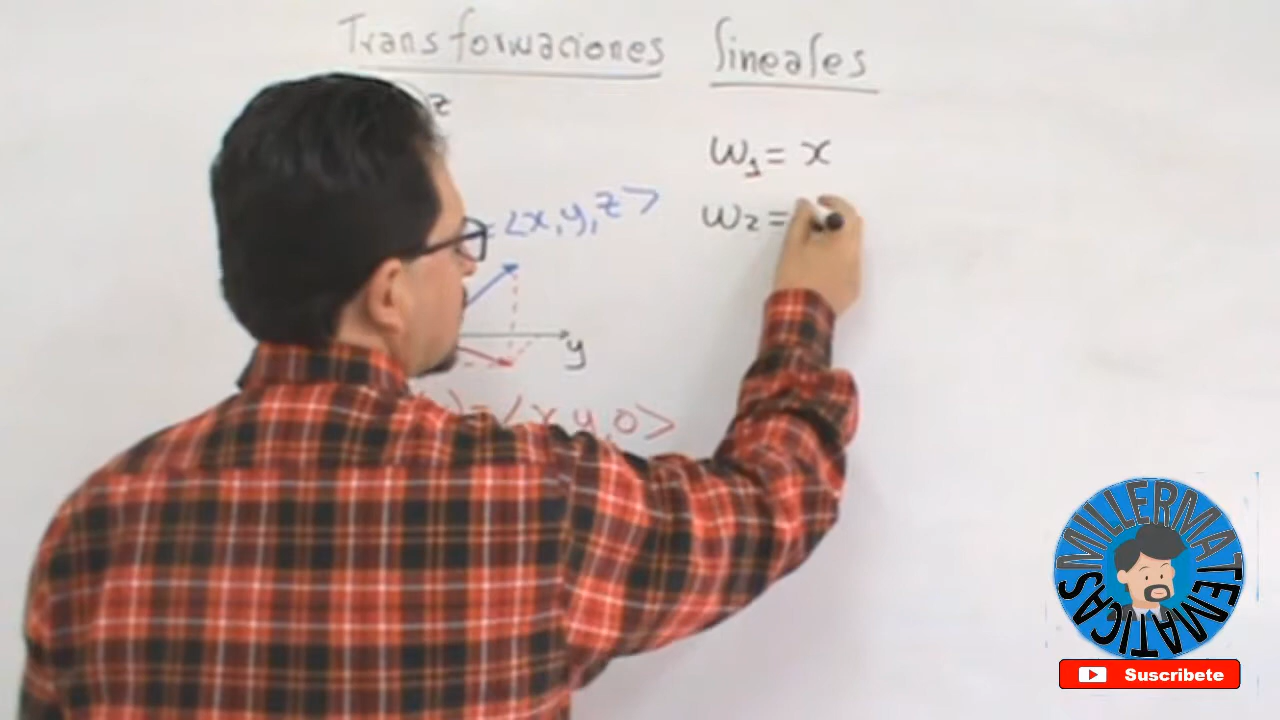 Transformaciones lineales
z
w₁ = x
= <x, y, z>
w₂ =
y
) = <x, y, 0>
MILLERMATEMATICAS
Suscribete